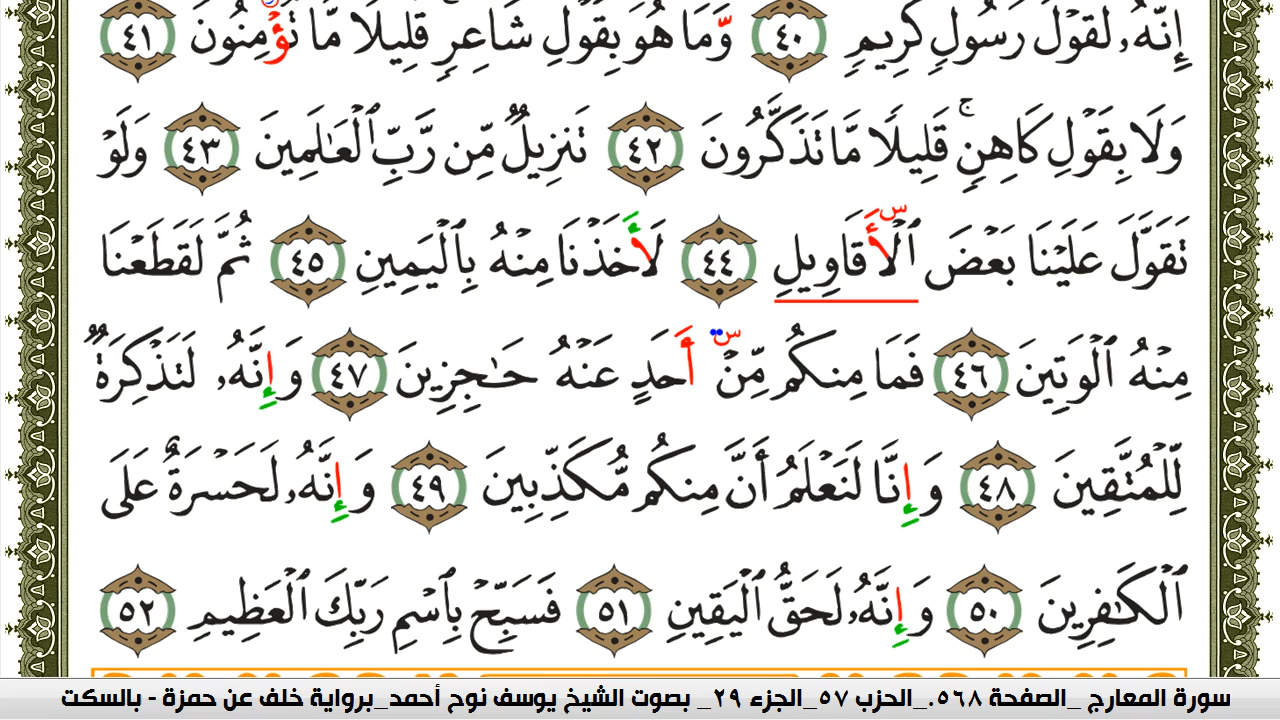 إِنَّهُۥ لَقَوۡلُ رَسُولٖ كَرِيمٖ ٤٠ وَمَا هُوَ بِقَوۡلِ شَاعِرٖۚ قَلِيلٗا مَّا تُؤۡمِنُونَ ٤١
وَلَا بِقَوۡلِ كَاهِنٖۚ قَلِيلٗا مَّا تَذَّكَّرُونَ ٤٢ تَنزِيلٞ مِّن رَّبِّ ٱلۡعَٰلَمِينَ ٤٣ وَلَوۡ
تَقَوَّلَ عَلَيۡنَا بَعۡضَ ٱلۡأَقَاوِيلِ ٤٤ لَأَخَذۡنَا مِنۡهُ بِٱلۡيَمِينِ ٤٥ ثُمَّ لَقَطَعۡنَا
مِنۡهُ ٱلۡوَتِينَ ٤٦ فَمَا مِنكُم مِّنۡ أَحَدٍ عَنۡهُ حَٰجِزِينَ ٤٧ وَإِنَّهُۥ لَتَذۡكِرَةٞ
لِّلۡمُتَّقِينَ ٤٨ وَإِنَّا لَنَعۡلَمُ أَنَّ مِنكُم مُّكَذِّبِينَ ٤٩ وَإِنَّهُۥ لَحَسۡرَةٌ عَلَى
ٱلۡكَٰفِرِينَ ٥٠ وَإِنَّهُۥ لَحَقُّ ٱلۡيَقِينِ ٥١ فَسَبِّحۡ بِٱسۡمِ رَبِّكَ ٱلۡعَظِيمِ ٥٢
سورة المعارج _الصفحة ٥٦٨._الحزب ٥٧_الجزء ٢٩_ بصوت الشيخ يوسف نوح أحمد_برواية خلف عن حمزة - بالسكت